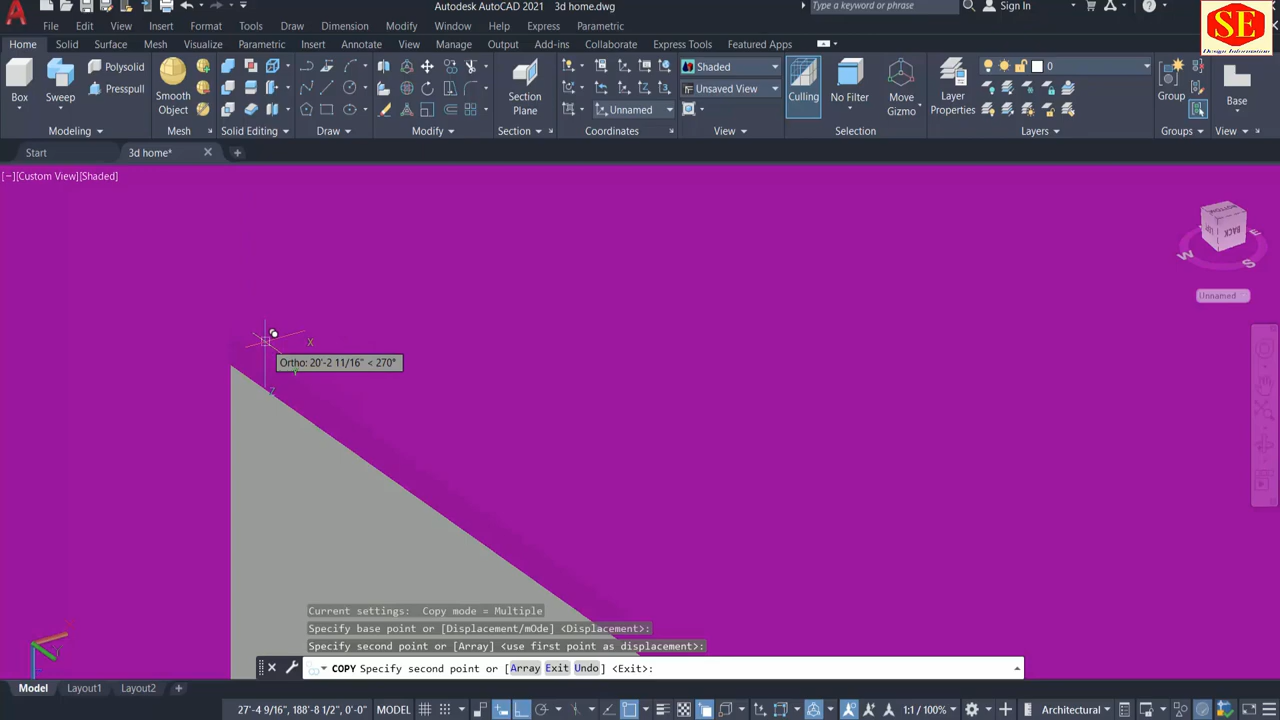 Autodesk AutoCAD 2021 3d home.dwg
Type a keyword or phrase
Sign In
SE
Design Information
File Edit View Insert Format Tools Draw Dimension Modify Window Help Express Parametric
Home Solid Surface Mesh Visualize Parametric Insert Annotate View Manage Output Add-ins Collaborate Express Tools Featured Apps
Box
Sweep
Polysolid
Presspull
Smooth
Object
Section
Plane
Unnamed
Shaded
Unsaved View
Culling
No Filter
Move
Gizmo
Layer
Properties
0
Group
Base
Modeling Mesh Solid Editing Draw Modify Section Coordinates View Selection Layers Groups View
Start 3d home*
[−][Custom View][Shaded]
BOTTOM
UP
BACK
W
E
S
Unnamed
X
Ortho: 20'-2 11/16" < 270°
Z
Current settings: Copy mode = Multiple
Specify base point or [Displacement/mOde] <Displacement>:
Specify second point or [Array] <use first point as displacement>:
COPY Specify second point or [Array Exit Undo] <Exit>:
Model Layout1 Layout2
27'-4 9/16", 188'-8 1/2", 0'-0" MODEL 1:1 / 100% Architectural